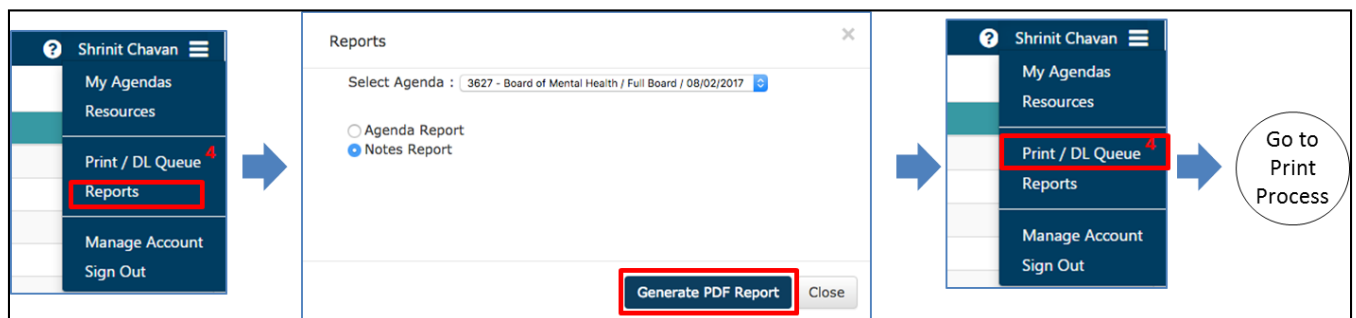 Shrinit Chavan
My Agendas
Resources
Print / DL Queue 4
Reports
Manage Account
Sign Out
Reports
Select Agenda : 3627 - Board of Mental Health / Full Board / 08/02/2017
Agenda Report
Notes Report
Generate PDF Report Close
Shrinit Chavan
My Agendas
Resources
Print / DL Queue 4
Reports
Manage Account
Sign Out
Go to
Print
Process